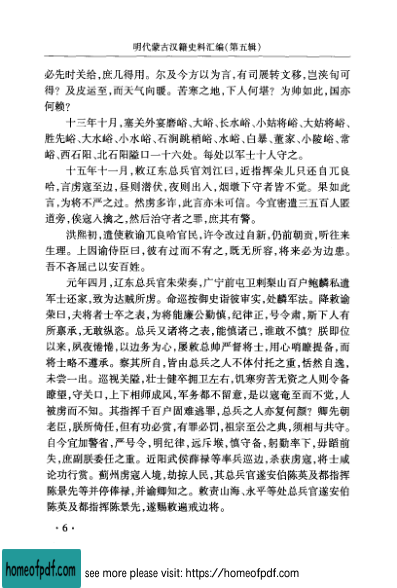 明代蒙古汉籍史料汇编(第五辑)
必先时关给,庶几得用。尔及今方以为言,有司展转文移,岂浃旬可
得?及皮运至,而天气向暖。苦寒之地,下人何堪?为帅如此,国亦
何赖?
十三年十月,塞关外宴磨峪、大峪、长水峪、小姑将峪、大姑将峪、
胜先峪、大水峪、小水峪、石涧跳梢峪、水峪、白暴、董家、小陵峪、常
峪、西石阳、北石阳隘口一十六处。每处以军士十人守之。
十五年十一月,敕辽东总兵官刘江曰,近指挥朵儿只还自兀良
哈,言虏寇至边,昼则潜伏,夜则出入,烟墩下守者皆不觉。果如此
言,为将不严之过。然虏多诈,此言亦未可信。今宜密遣三五百人匿
道旁,俟寇入擒之,然后治守者之罪,庶其有警。
洪熙初,遣使敕谕兀良哈官民,许令改过自新,仍前朝贡,听往来
生理。上因谕侍臣曰,彼有过而不宥之,既无所容,将来必为边患。
吾不吝屈己以安百姓。
元年四月,辽东总兵官朱荣奏,广宁前屯卫刺梨山百户鲍麟私遣
军士还家,致为达贼所虏。命巡按御史诣彼审实,处麟军法。降敕谕
荣曰,夫将者士卒之表,为将能廉公勤慎,纪律正,号令肃,斯下人有
所禀承,无敢纵恣。总兵又诸将之表,能慎诸己,谁敢不慎?朕即位
以来,夙夜惓惓,以边务为心,屡敕总帅严督将士,用心哨瞭提备,而
将士略不遵承。察其所自,皆由总兵之人不体付托之重,恬然自逸,
未尝一出。巡视关隘,壮士健卒拥卫左右,饥寒穷苦无资之人则令备
瞭望,守关口,上下相师成风,军务都不留意,是以寇奄至而不觉,人
被虏而不知。其指挥千百户固难逃罪,总兵之人亦复何颜?卿先朝
老臣,朕所倚任,但有功必赏,有罪必罚,祖宗至公之典,须相与共守。
自今宜加警省,严号令,明纪律,远斥堠,慎守备,躬勤率下,毋蹈前
失,庶副朕委任之重。近阳武侯薛禄等率兵巡边,杀获虏寇,将士咸
论功行赏。蓟州虏寇入境,劫掠人民,其总兵官遂安伯陈英及都指挥
陈景先等并停俸禄,并谕卿知之。敕责山海、永平等处总兵官遂安伯
陈英及都指挥陈景先,遂赐敕遍戒边将。
·6·
homeofpdf.com
see more please visit: https://homeofpdf.com